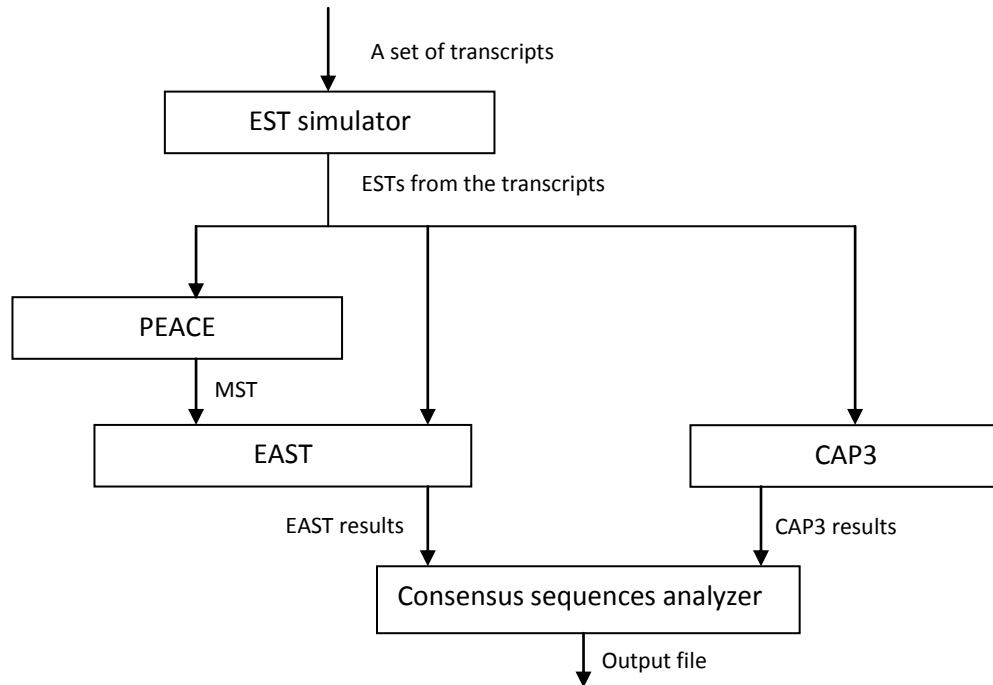 A set of transcripts
EST simulator
ESTs from the transcripts
PEACE
MST
EAST
CAP3
EAST results
CAP3 results
Consensus sequences analyzer
Output file